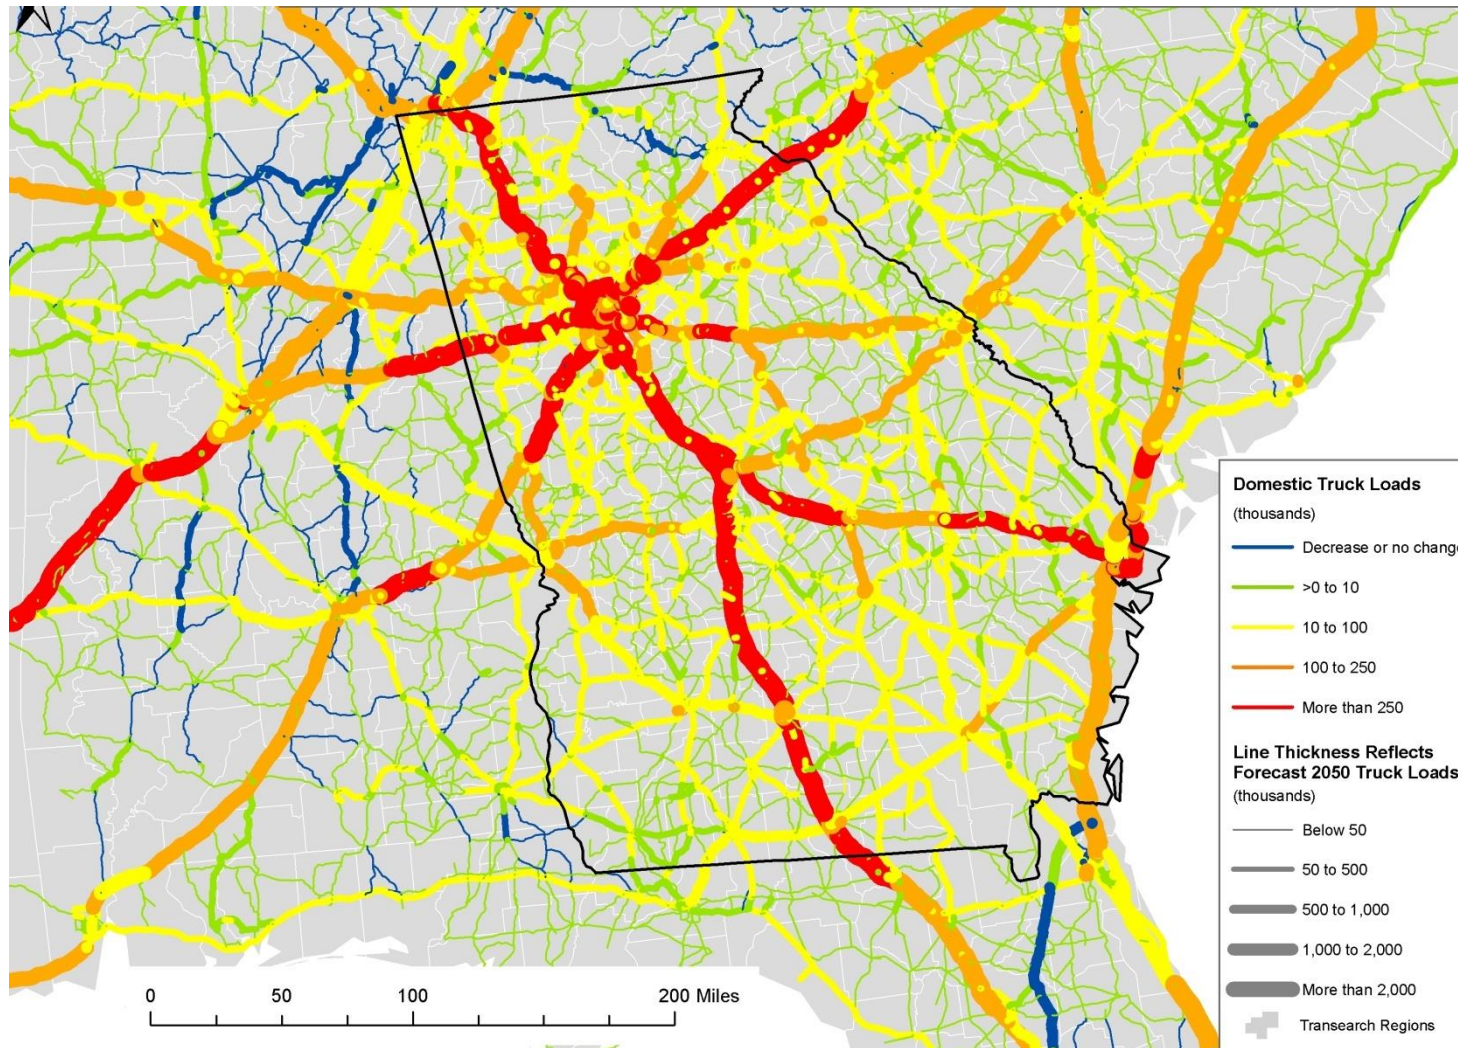 Domestic Truck Loads
(thousands)
Decrease or no change
>0 to 10
10 to 100
100 to 250
More than 250
Line Thickness Reflects
Forecast 2050 Truck Loads
(thousands)
Below 50
50 to 500
500 to 1,000
1,000 to 2,000
More than 2,000
Transearch Regions
0 50 100 200 Miles